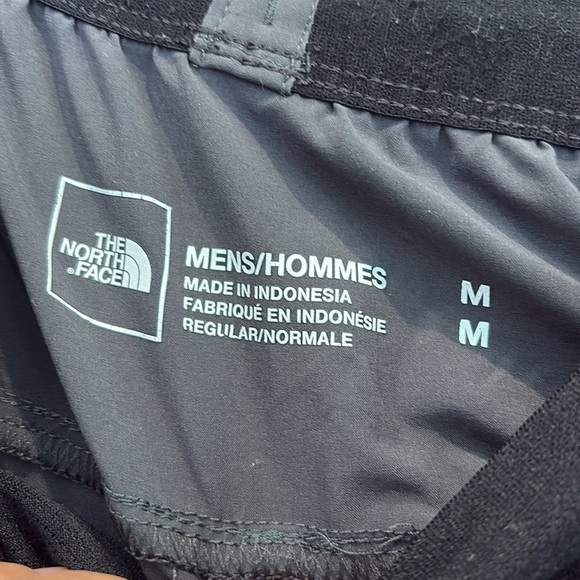 THE
NORTH
FACE
MENS/HOMMES
MADE IN INDONESIA
FABRIQUÉ EN INDONÉSIE
REGULAR/NORMALE
M
M